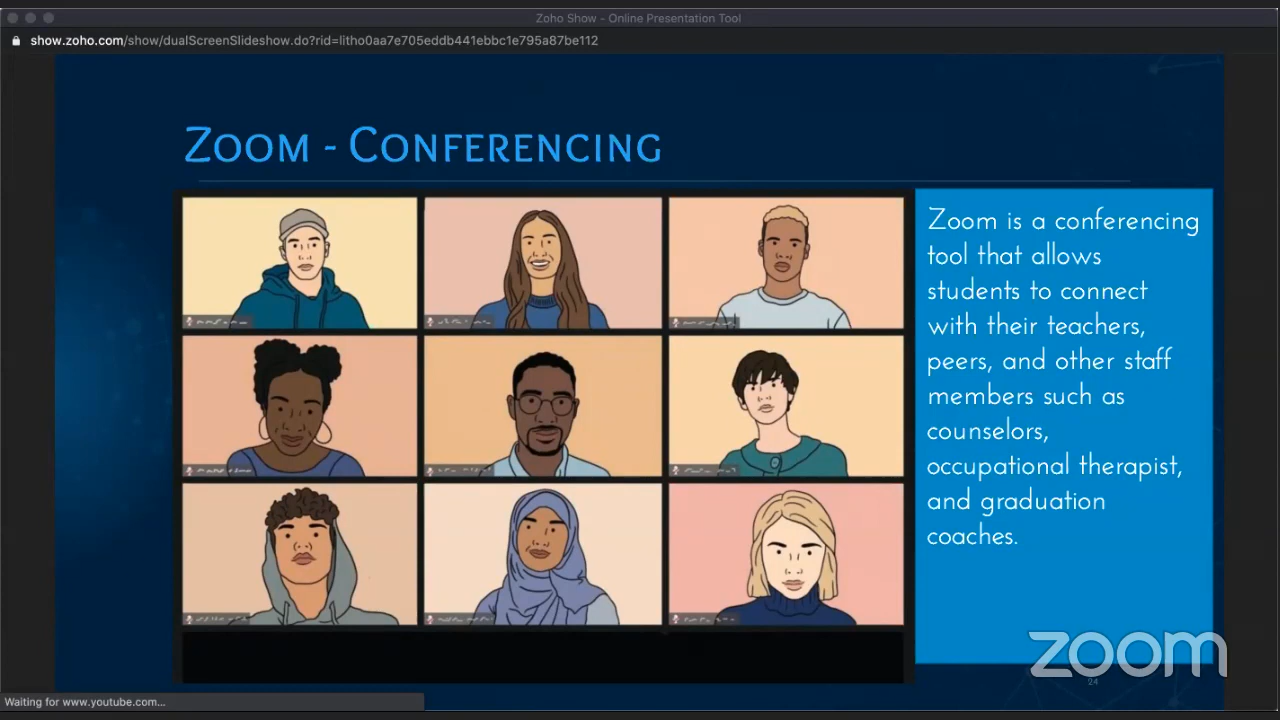 Zoho Show - Online Presentation Tool
show.zoho.com/show/dualScreenSlideshow.do?rid=litho0aa7e705eddb441ebbc1e795a87be112
Zoom - Conferencing
Zoom is a conferencing
tool that allows
students to connect
with their teachers,
peers, and other staff
members such as
counselors,
occupational therapist,
and graduation
coaches.
zoom
24
Waiting for www.youtube.com...